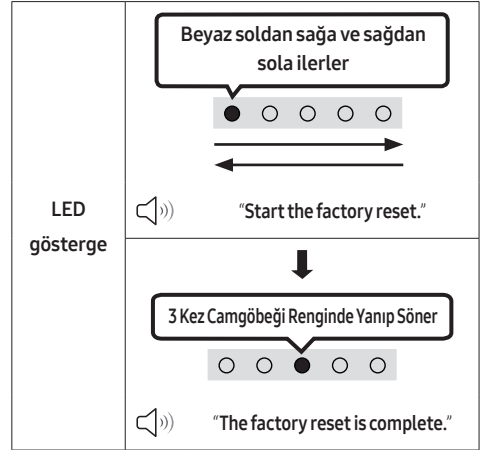 Beyaz soldan sağa ve sağdan
sola ilerler
LED
gösterge
"Start the factory reset."
3 Kez Camgöbeği Renginde Yanıp Söner
"The factory reset is complete."